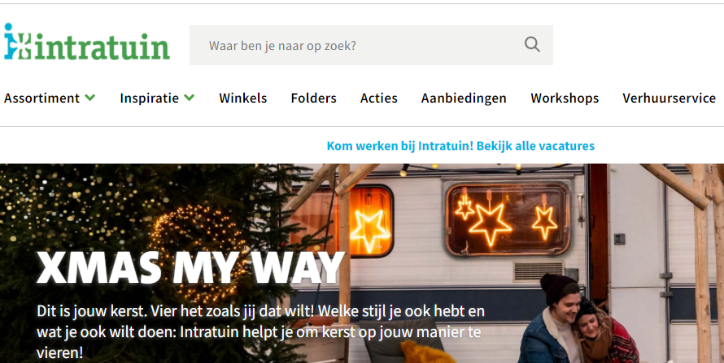 intratuin
Waar ben je naar op zoek?
Assortiment Inspiratie Winkels Folders Acties Aanbiedingen Workshops Verhuurservice
Kom werken bij Intratuin! Bekijk alle vacatures
XMAS MY WAY
Dit is jouw kerst. Vier het zoals jij dat wilt! Welke stijl je ook hebt en
wat je ook wilt doen: Intratuin helpt je om kerst op jouw manier te
vieren!